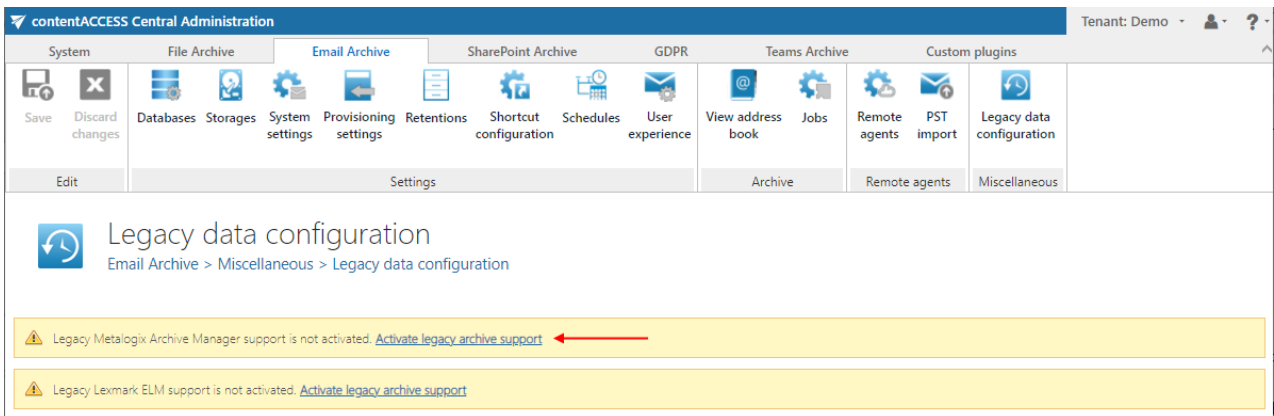 contentACCESS Central Administration
Tenant: Demo
?
System
File Archive
Email Archive
SharePoint Archive
GDPR
Teams Archive
Custom plugins
Save
Discard
changes
Databases
Storages
System
settings
Provisioning
settings
Retentions
Shortcut
configuration
Schedules
User
experience
View address
book
Jobs
Remote
agents
PST
import
Legacy data
configuration
Edit
Settings
Archive
Remote agents
Miscellaneous
Legacy data configuration
Email Archive > Miscellaneous > Legacy data configuration
Legacy Metalogix Archive Manager support is not activated. Activate legacy archive support
Legacy Lexmark ELM support is not activated. Activate legacy archive support